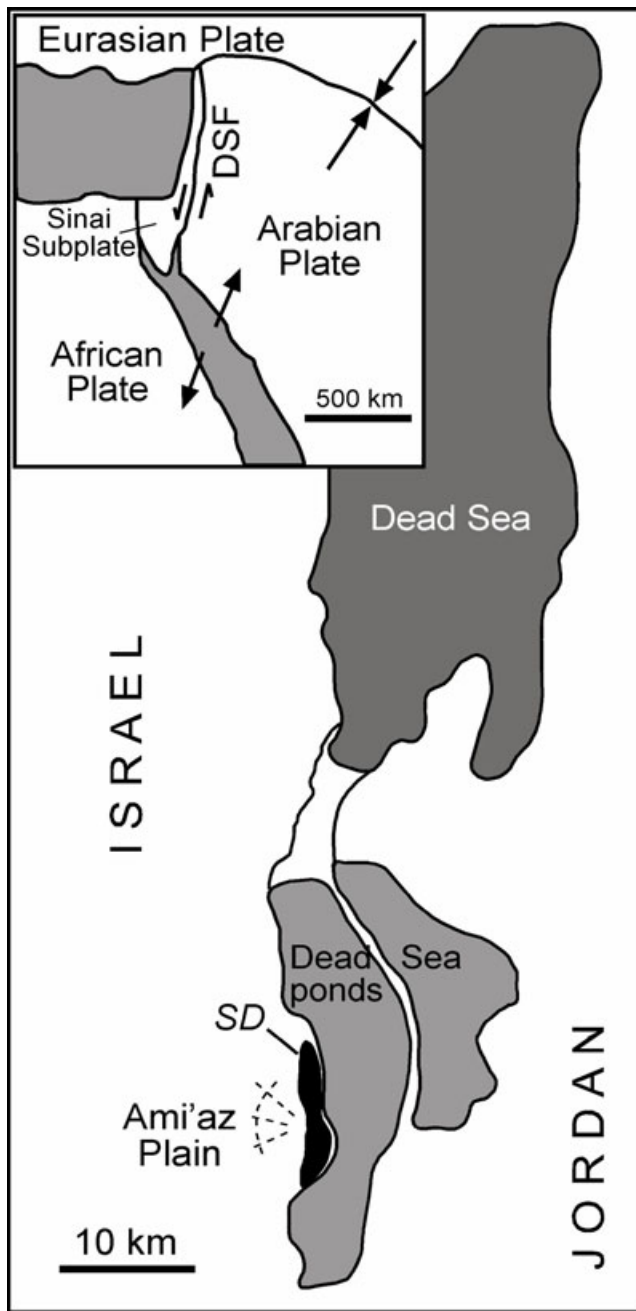 Eurasian Plate
DSF
Sinai
Subplate
Arabian
Plate
African
Plate
500 km
Dead Sea
ISRAEL
Dead Sea
ponds
SD
Ami'az
Plain
JORDAN
10 km